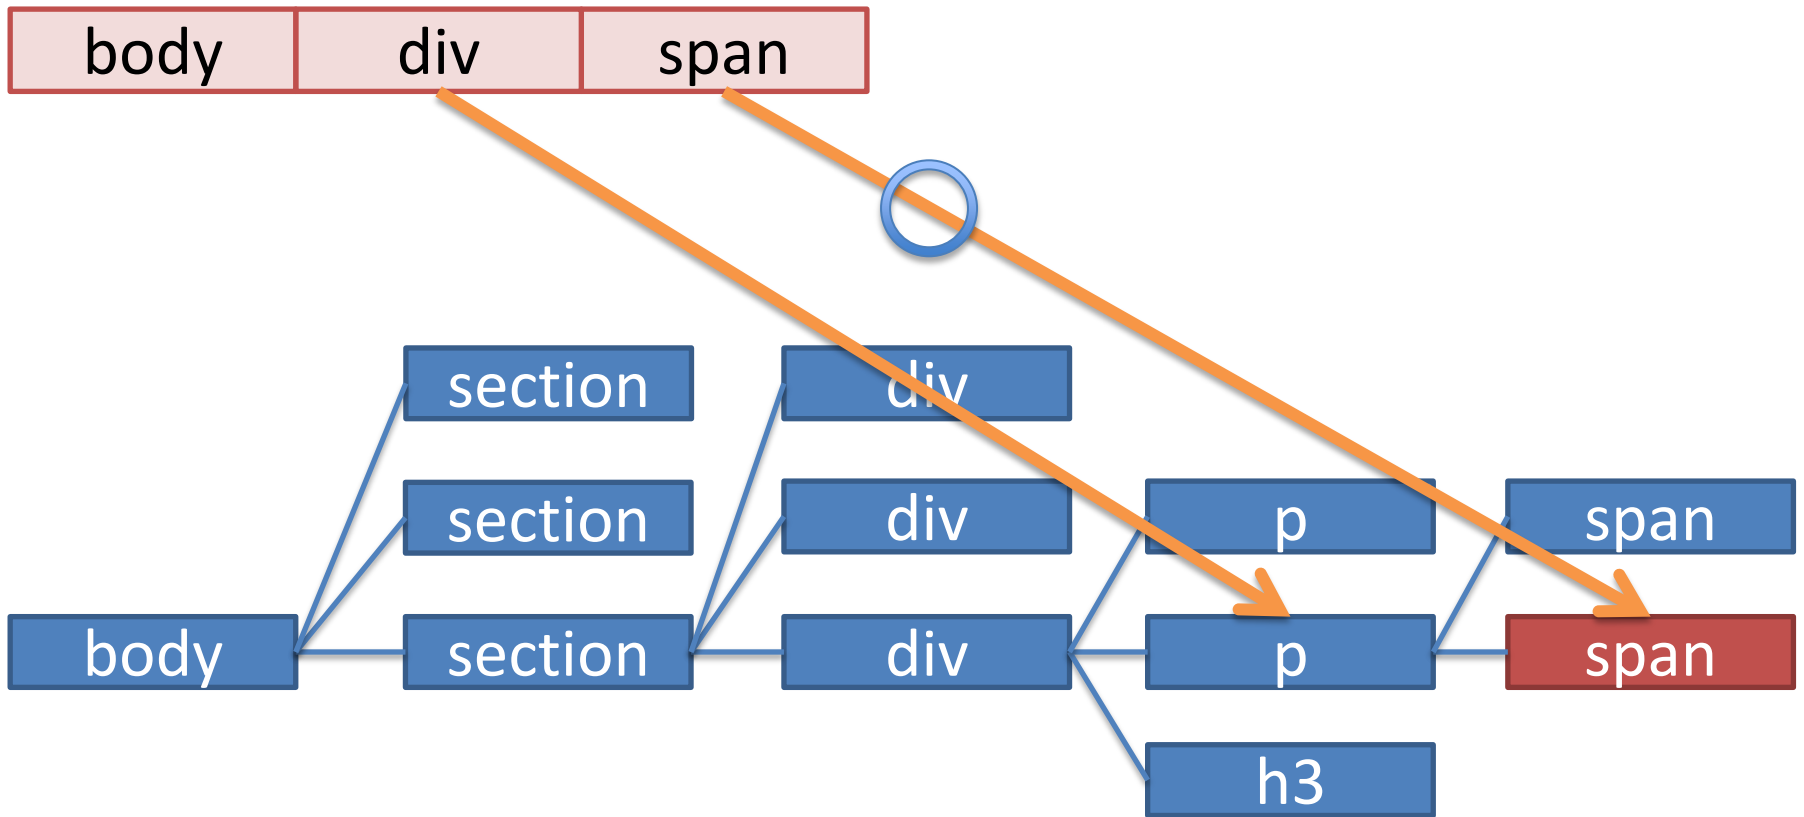 body div span
section div
section div p span
body section div p span
h3